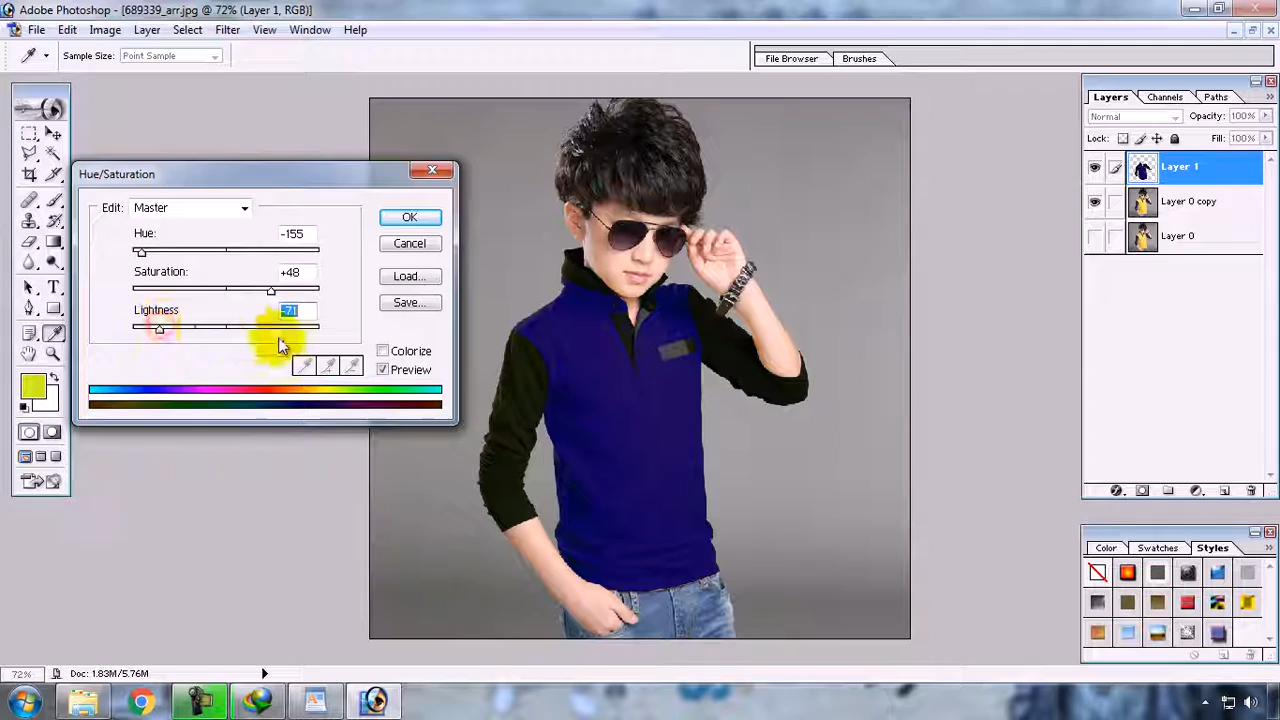 Adobe Photoshop - [689339_arr.jpg @ 72% (Layer 1, RGB)]
File Edit Image Layer Select Filter View Window Help
Sample Size: Point Sample
File Browser Brushes
Layers Channels Paths
Normal Opacity: 100%
Lock: Fill: 100%
Layer 1
Layer 0 copy
Layer 0
Hue/Saturation
Edit: Master
Hue: -155
Saturation: +48
Lightness -71
OK
Cancel
Load...
Save...
Colorize
Preview
Color Swatches Styles
72% Doc: 1.83M/5.76M